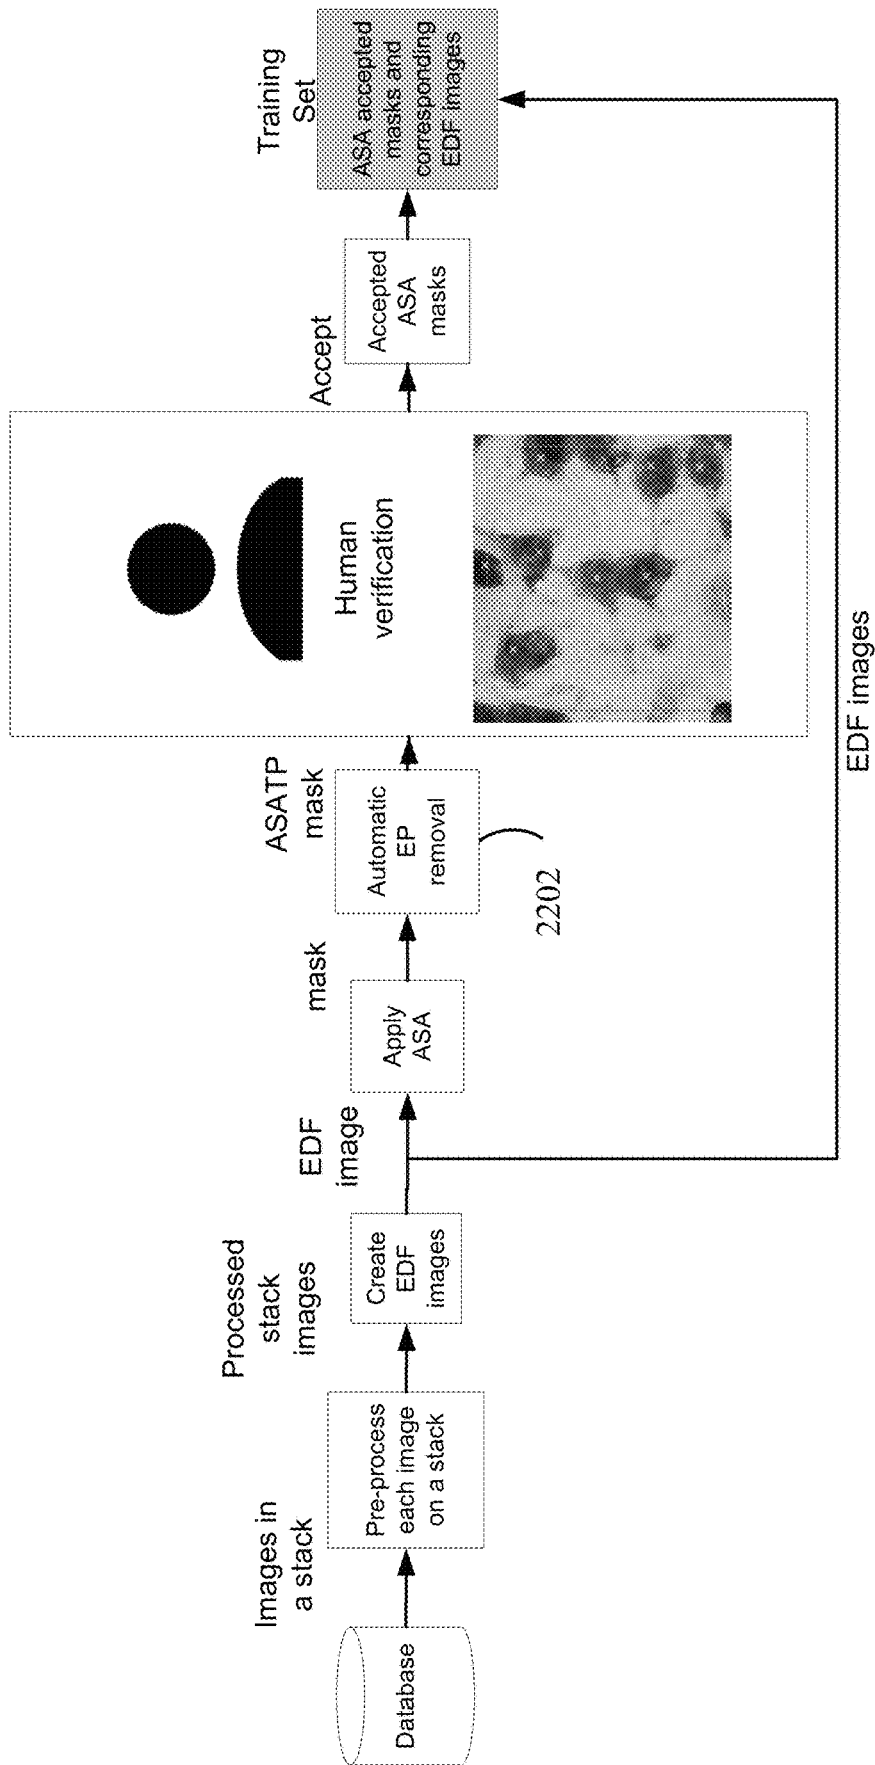 Database
Images in
a stack
Pre-process
each image
on a stack
Processed
stack
images
Create
EDF
images
EDF
image
Apply
ASA
mask
Automatic
EP
removal
2202
ASATP
mask
Human
verification
Accept
Accepted
ASA
masks
Training
Set
ASA accepted
masks and
corresponding
EDF images
EDF images